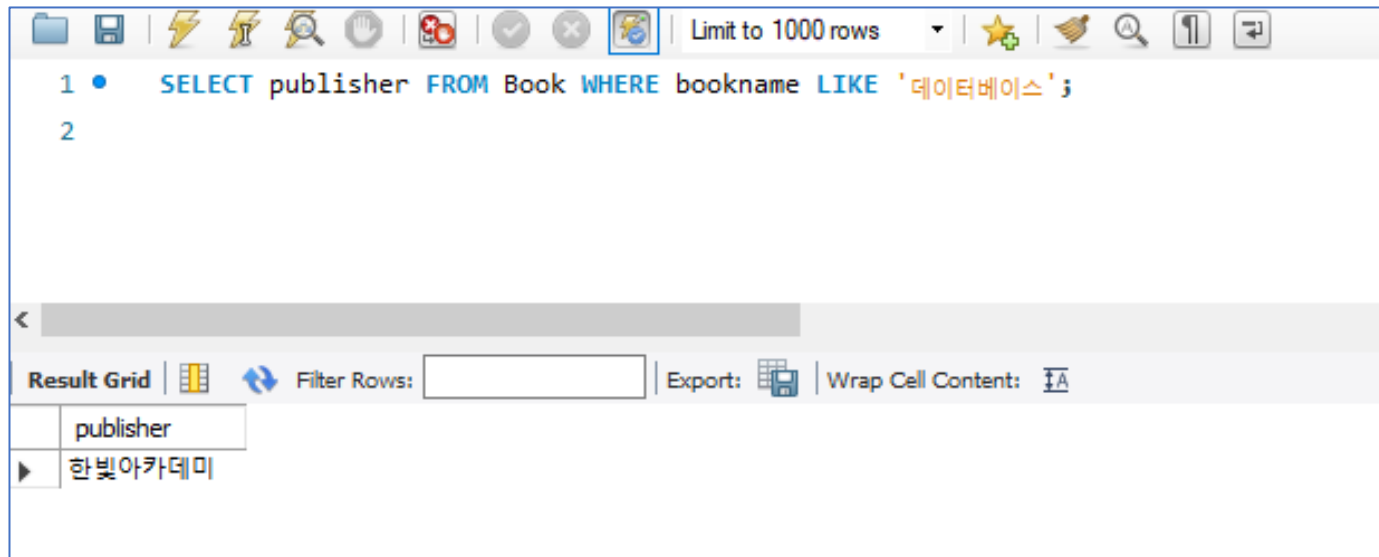 Limit to 1000 rows
1 SELECT publisher FROM Book WHERE bookname LIKE '데이터베이스';
2
Result Grid Filter Rows: Export: Wrap Cell Content: IA
publisher
한빛아카데미